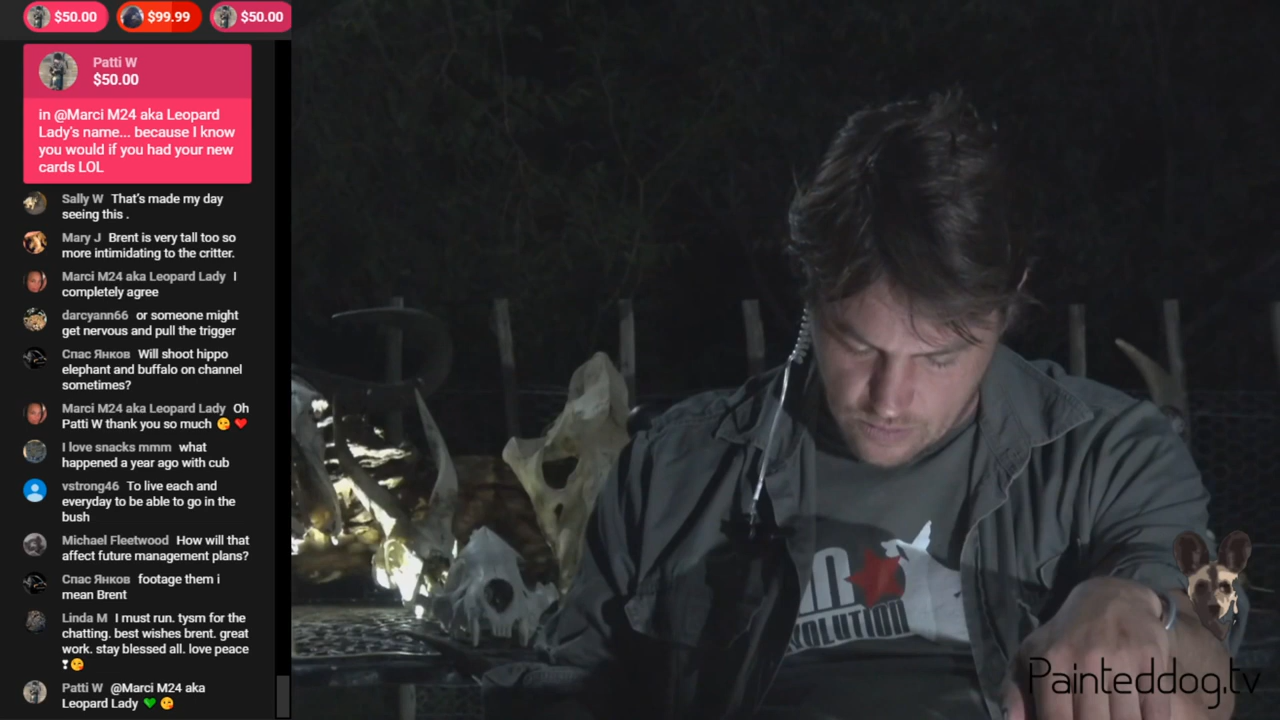 $50.00
$99.99
$50.00
Patti W
$50.00
in @Marci M24 aka Leopard
Lady's name... because I know
you would if you had your new
cards LOL
Sally W That's made my day
seeing this .
Mary J Brent is very tall too so
more intimidating to the critter.
Marci M24 aka Leopard Lady I
completely agree
darcyann66 or someone might
get nervous and pull the trigger
Спас Янков Will shoot hippo
elephant and buffalo on channel
sometimes?
Marci M24 aka Leopard Lady Oh
Patti W thank you so much 😘 ❤️
I love snacks mmm what
happened a year ago with cub
vstrong46 To live each and
everyday to be able to go in the
bush
Michael Fleetwood How will that
affect future management plans?
Спас Янков footage them i
mean Brent
Linda M I must run. tysm for the
chatting. best wishes brent. great
work. stay blessed all. love peace
❣😘
Patti W @Marci M24 aka
Leopard Lady 💚 😘
Painteddog.tv